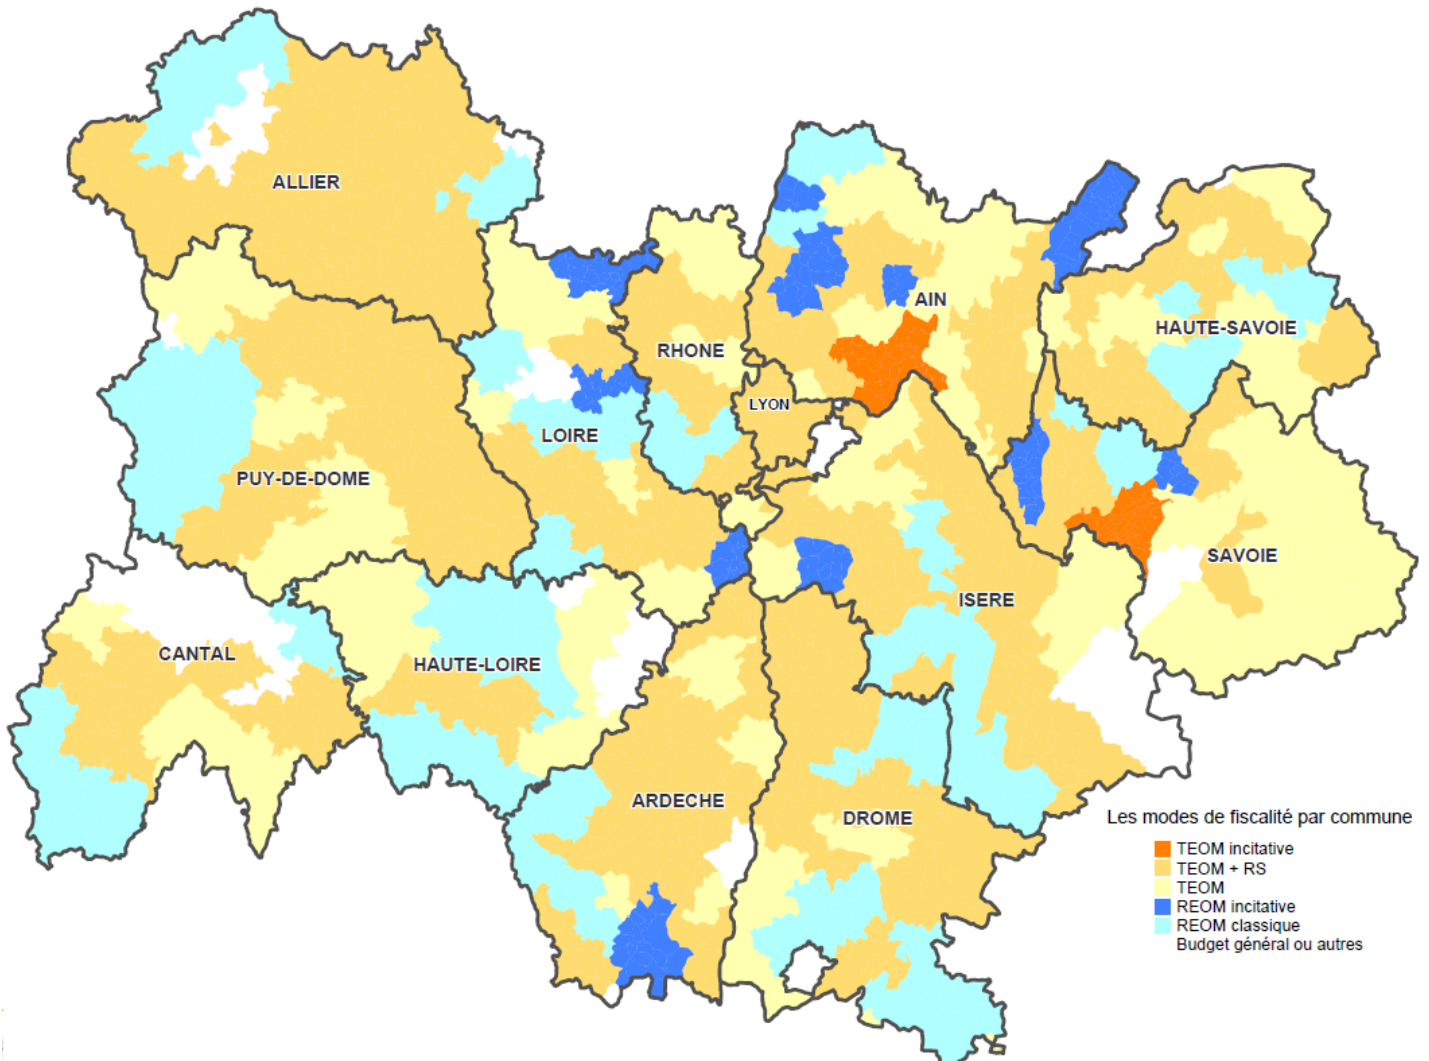 ALLIER
AIN
HAUTE-SAVOIE
RHONE
LYON
LOIRE
PUY-DE-DOME
SAVOIE
ISERE
CANTAL
HAUTE-LOIRE
ARDECHE
DROME
Les modes de fiscalité par commune
TEOM incitative
TEOM + RS
TEOM
REOM incitative
REOM classique
Budget général ou autres